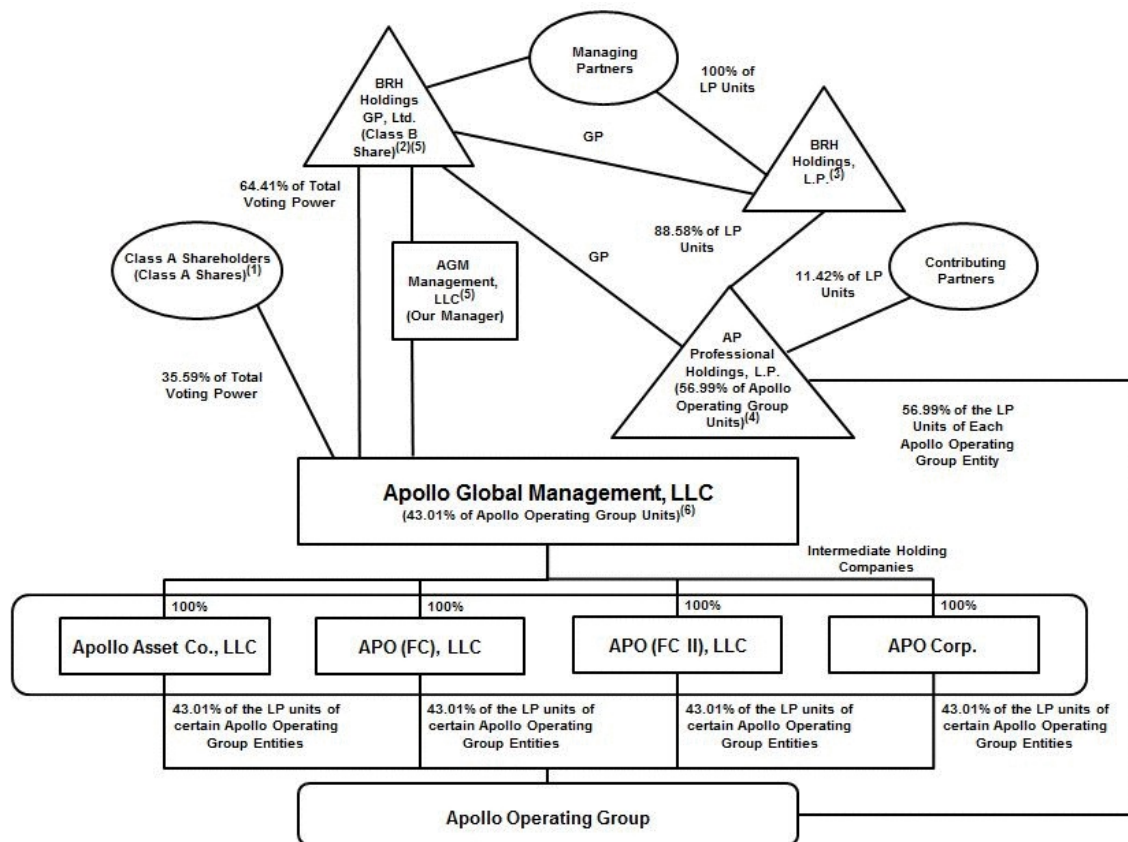 Managing
Partners
100% of
LP Units
BRH
Holdings
GP, Ltd.
(Class B
Share)(2)(5)
GP
BRH
Holdings,
L.P.(3)
64.41% of Total
Voting Power
88.58% of LP
Units
Class A Shareholders
(Class A Shares)(1)
AGM
Management,
LLC(5)
(Our Manager)
GP
11.42% of LP
Units
Contributing
Partners
35.59% of Total
Voting Power
AP
Professional
Holdings, L.P.
(56.99% of Apollo
Operating Group
Units)(4)
56.99% of the LP
Units of Each
Apollo Operating
Group Entity
Apollo Global Management, LLC
(43.01% of Apollo Operating Group Units)(6)
Intermediate Holding
Companies
100%
100%
100%
100%
Apollo Asset Co., LLC
APO (FC), LLC
APO (FC II), LLC
APO Corp.
43.01% of the LP units of
certain Apollo Operating
Group Entities
43.01% of the LP units of
certain Apollo Operating
Group Entities
43.01% of the LP units of
certain Apollo Operating
Group Entities
43.01% of the LP units of
certain Apollo Operating
Group Entities
Apollo Operating Group